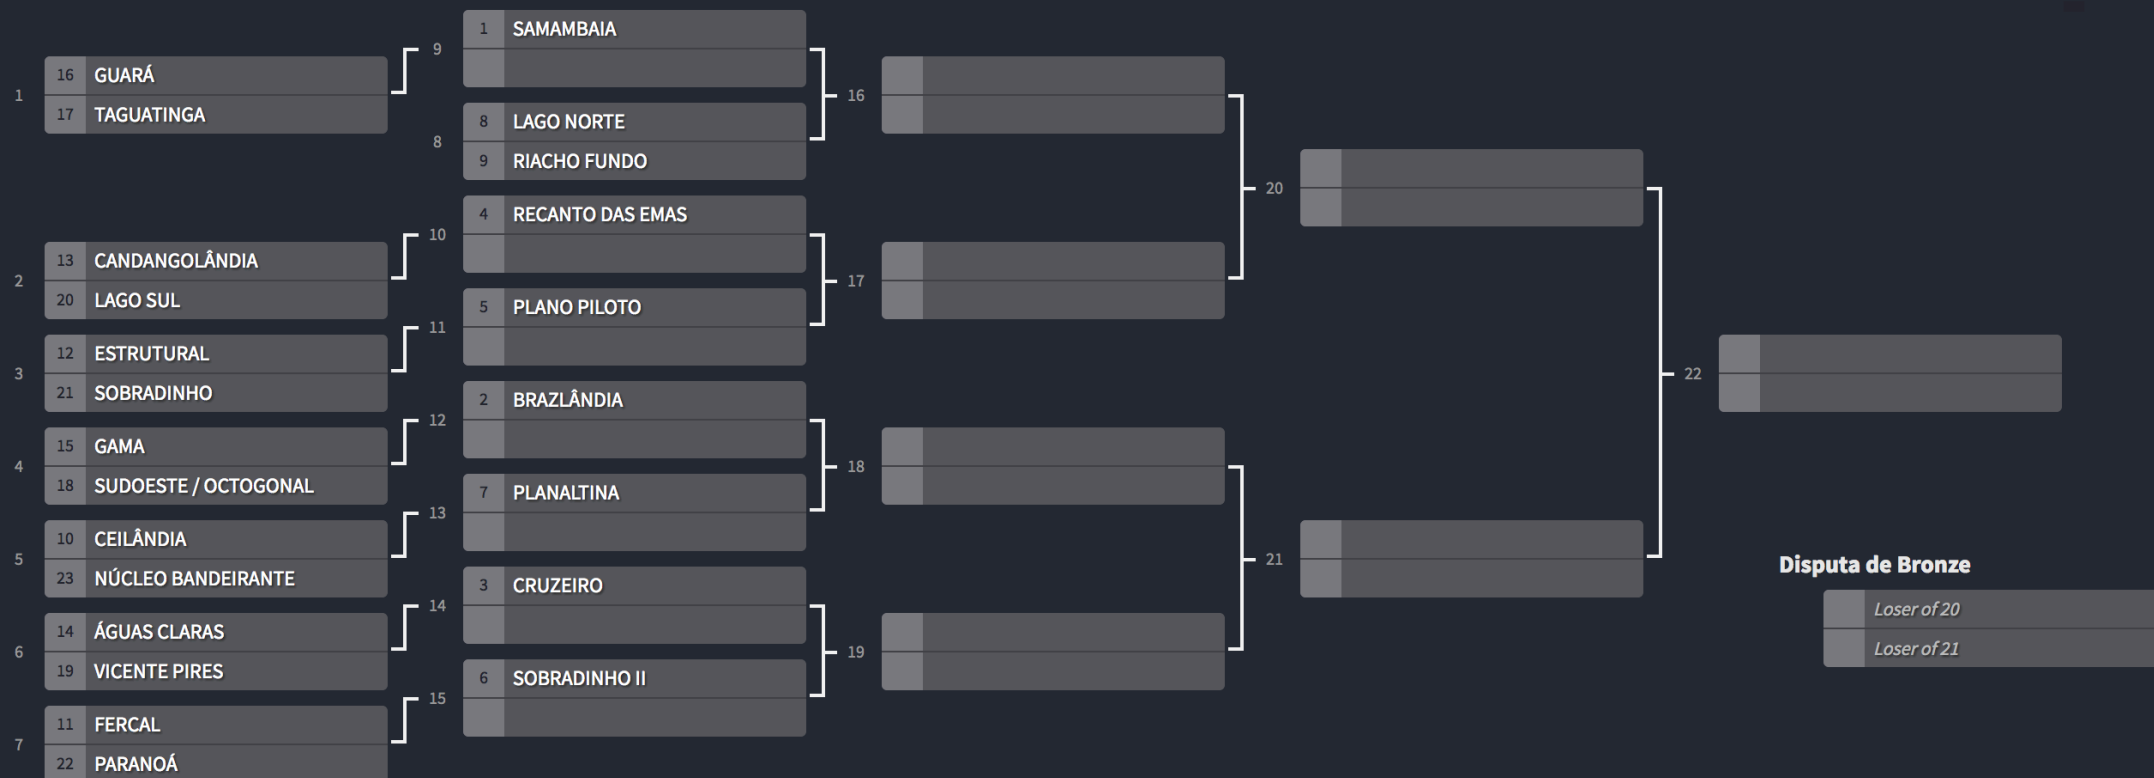 1
16 GUARÁ
17 TAGUATINGA
2
13 CANDANGOLÂNDIA
20 LAGO SUL
3
12 ESTRUTURAL
21 SOBRADINHO
4
15 GAMA
18 SUDOESTE / OCTOGONAL
5
10 CEILÂNDIA
23 NÚCLEO BANDEIRANTE
6
14 ÁGUAS CLARAS
19 VICENTE PIRES
7
11 FERCAL
22 PARANOÁ
9
1 SAMAMBAIA
8
8 LAGO NORTE
9 RIACHO FUNDO
10
4 RECANTO DAS EMAS
11
5 PLANO PILOTO
12
2 BRAZLÂNDIA
13
7 PLANALTINA
14
3 CRUZEIRO
15
6 SOBRADINHO II
16
17
18
19
20
21
22
Disputa de Bronze
Loser of 20
Loser of 21